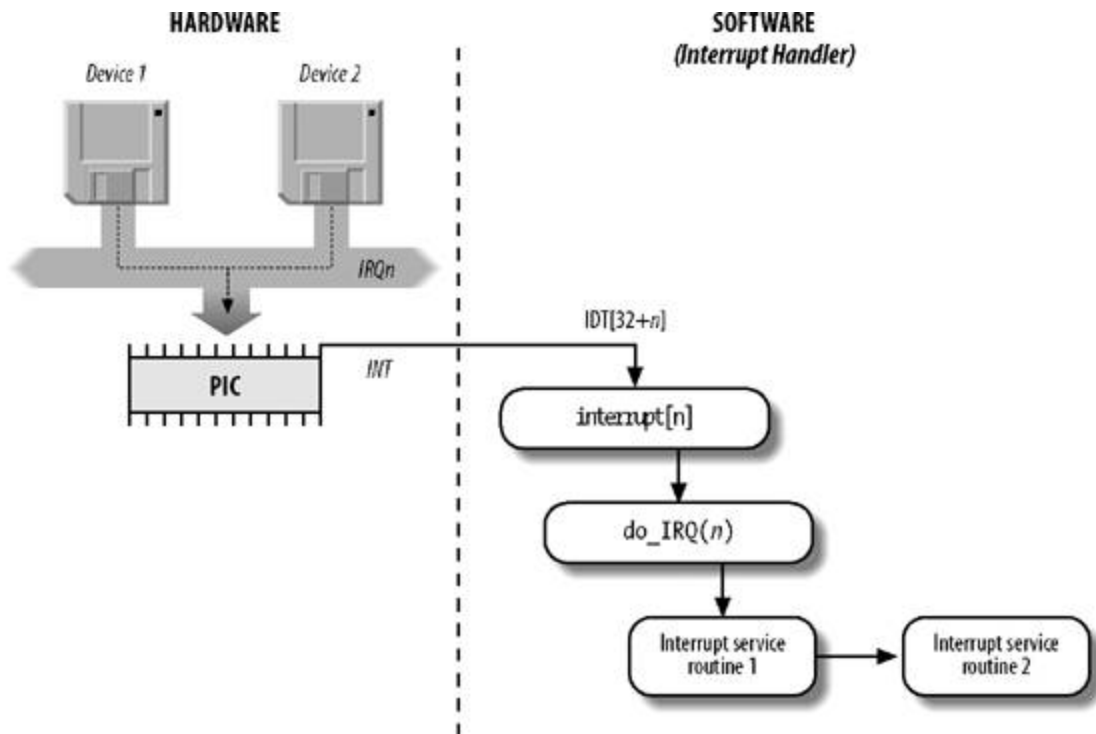 HARDWARE
SOFTWARE
(Interrupt Handler)
Device 1
Device 2
IRQn
IDT[32+n]
INT
PIC
interrupt[n]
do_IRQ(n)
Interrupt service
routine 1
Interrupt service
routine 2